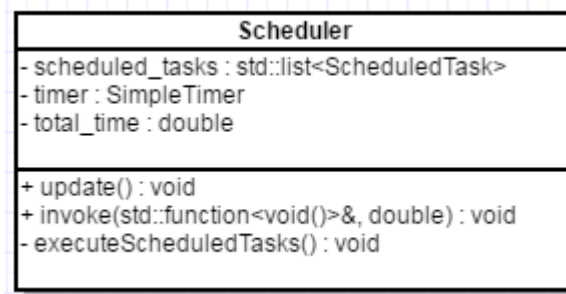 Scheduler
- scheduled_tasks : std::list<ScheduledTask>
- timer : SimpleTimer
- total_time : double
+ update() : void
+ invoke(std::function<void()>&, double) : void
- executeScheduledTasks() : void